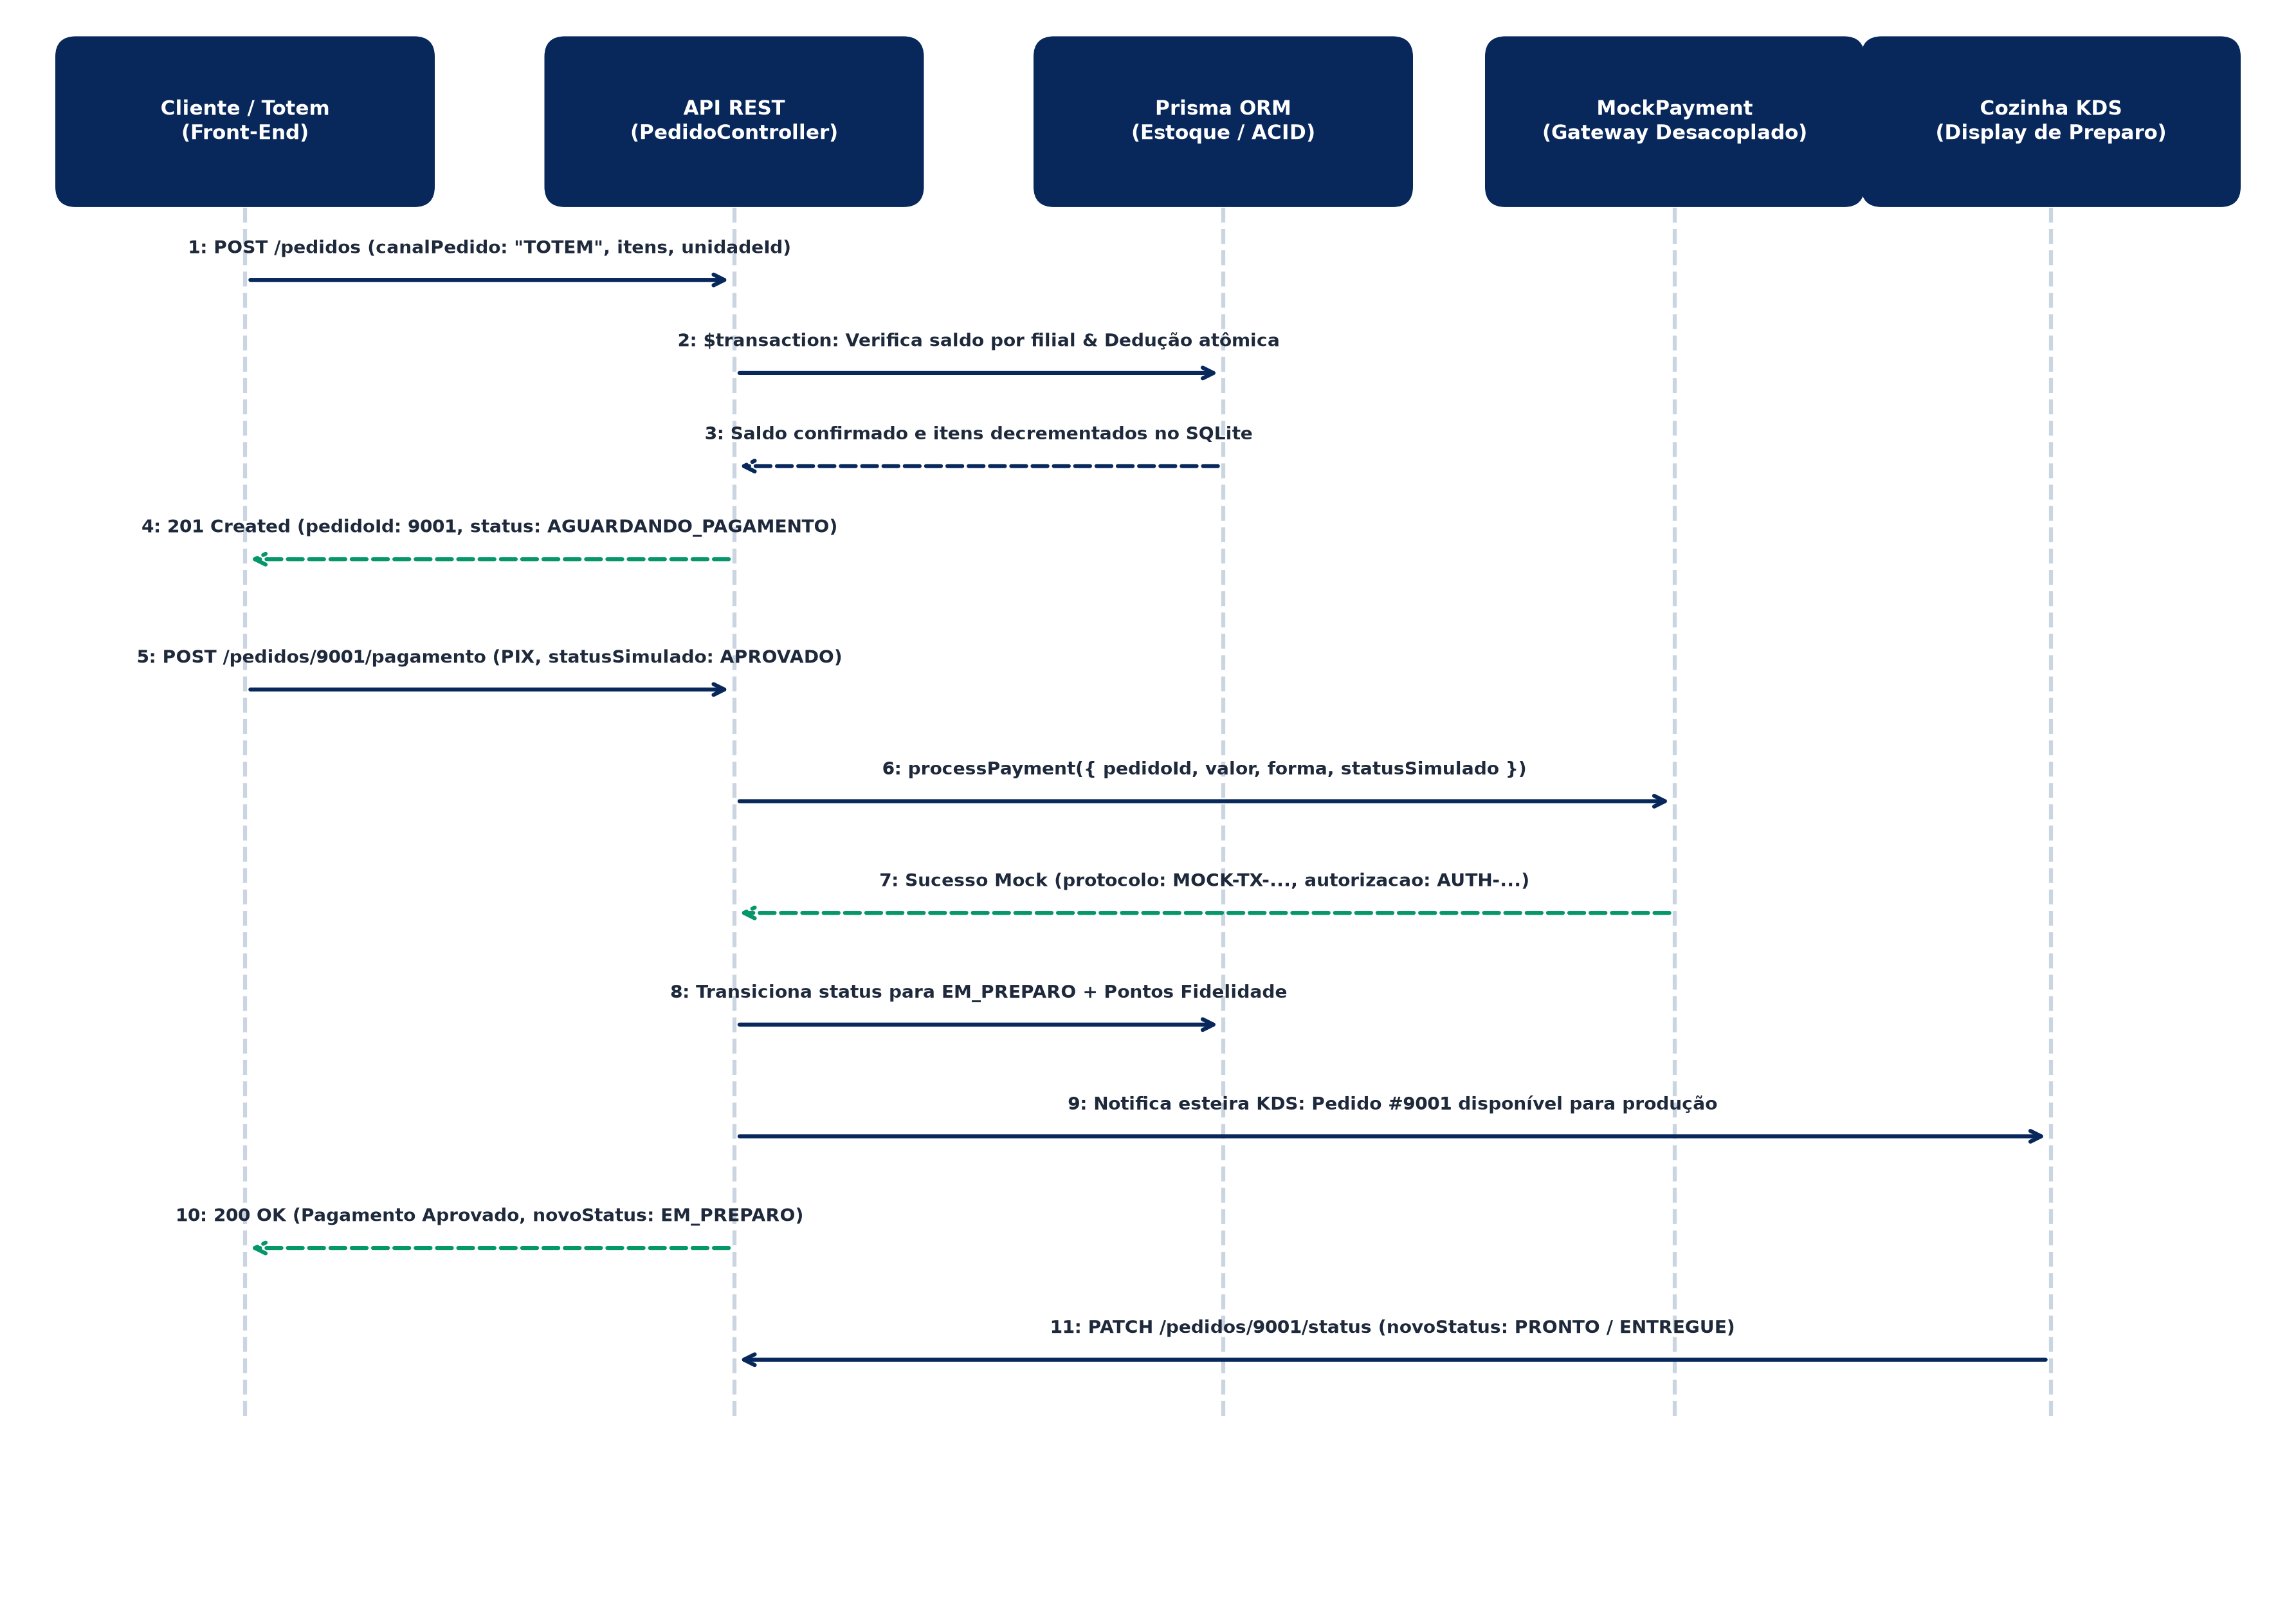 Cliente / Totem
(Front-End)
API REST
(PedidoController)
Prisma ORM
(Estoque / ACID)
MockPayment
(Gateway Desacoplado)
Cozinha KDS
(Display de Preparo)
1: POST /pedidos (canalPedido: "TOTEM", itens, unidadeId)
2: $transaction: Verifica saldo por filial & Dedução atômica
3: Saldo confirmado e itens decrementados no SQLite
4: 201 Created (pedidoId: 9001, status: AGUARDANDO_PAGAMENTO)
5: POST /pedidos/9001/pagamento (PIX, statusSimulado: APROVADO)
6: processPayment({ pedidoId, valor, forma, statusSimulado })
7: Sucesso Mock (protocolo: MOCK-TX-..., autorizacao: AUTH-...)
8: Transiciona status para EM_PREPARO + Pontos Fidelidade
9: Notifica esteira KDS: Pedido #9001 disponível para produção
10: 200 OK (Pagamento Aprovado, novoStatus: EM_PREPARO)
11: PATCH /pedidos/9001/status (novoStatus: PRONTO / ENTREGUE)